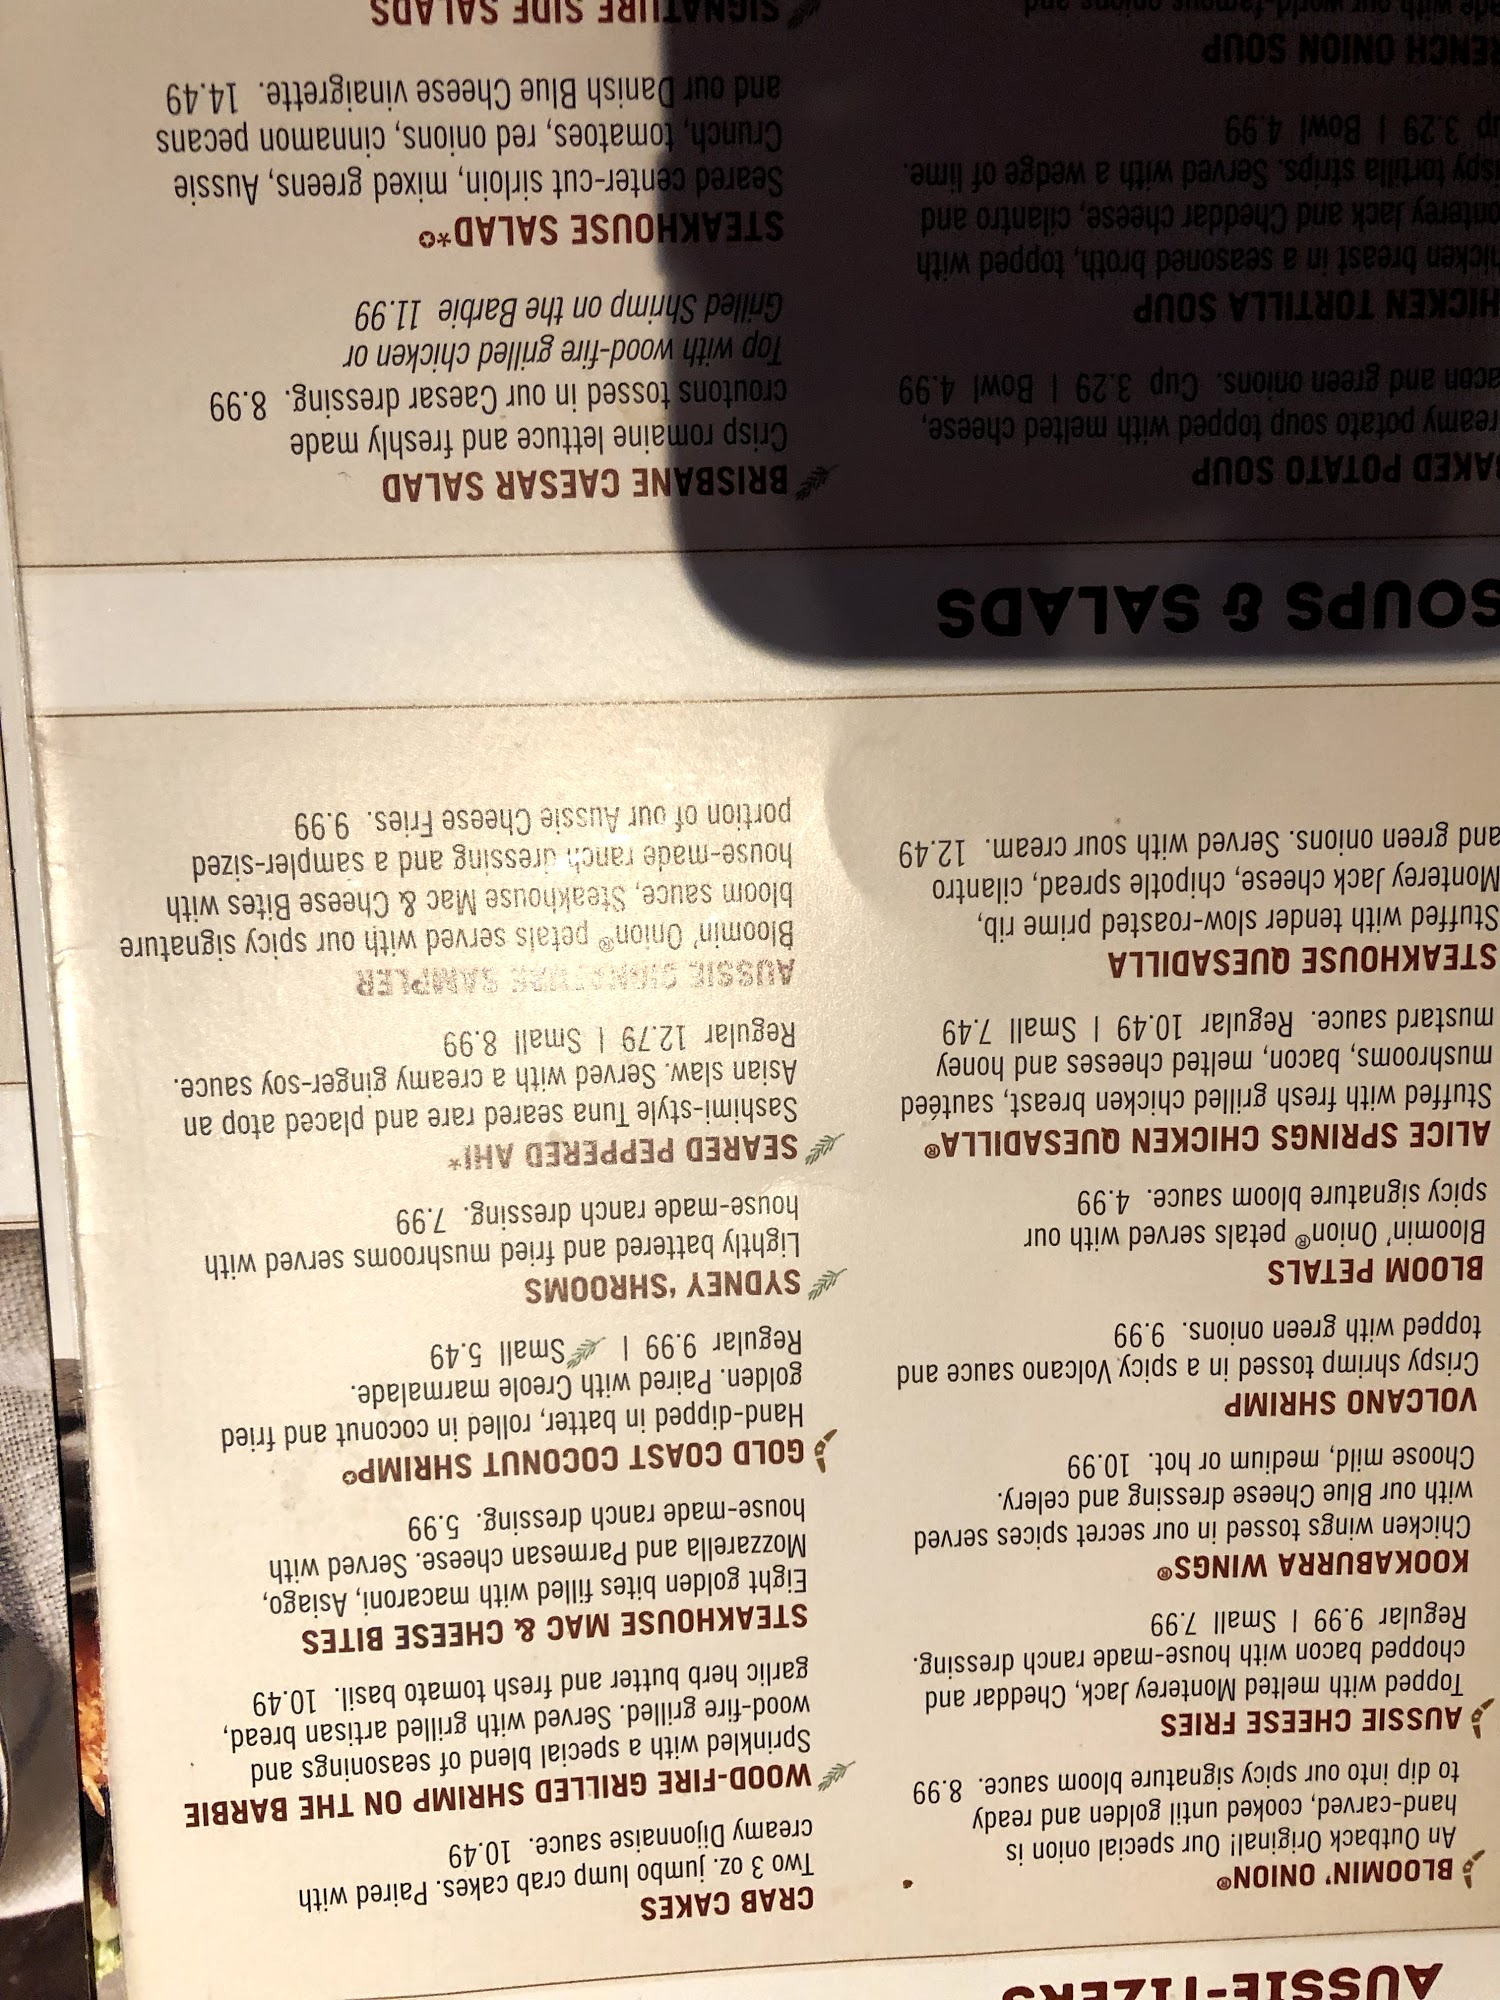 AUSSIE-TIZERS
BLOOMIN' ONION®
An Outback Original! Our special onion is
hand-carved, cooked until golden and ready
to dip into our spicy signature bloom sauce. 8.99
AUSSIE CHEESE FRIES
Topped with melted Monterey Jack, Cheddar and
chopped bacon with house-made ranch dressing.
Regular 9.99 | Small 7.99
KOOKABURRA WINGS®
Chicken wings tossed in our secret spices served
with our Blue Cheese dressing and celery.
Choose mild, medium or hot. 10.99
VOLCANO SHRIMP
Crispy shrimp tossed in a spicy Volcano sauce and
topped with green onions. 9.99
BLOOM PETALS
Bloomin' Onion® petals served with our
spicy signature bloom sauce. 4.99
ALICE SPRINGS CHICKEN QUESADILLA®
Stuffed with fresh grilled chicken breast, sautéed
mushrooms, bacon, melted cheeses and honey
mustard sauce. Regular 10.49 | Small 7.49
STEAKHOUSE QUESADILLA
Stuffed with tender slow-roasted prime rib,
Monterey Jack cheese, chipotle spread, cilantro
and green onions. Served with sour cream. 12.49
CRAB CAKES
Two 3 oz. jumbo lump crab cakes. Paired with
creamy Dijonnaise sauce. 10.49
WOOD-FIRE GRILLED SHRIMP ON THE BARBIE
Sprinkled with a special blend of seasonings and
wood-fire grilled. Served with grilled artisan bread,
garlic herb butter and fresh tomato basil. 10.49
STEAKHOUSE MAC & CHEESE BITES
Eight golden bites filled with macaroni, Asiago,
Mozzarella and Parmesan cheese. Served with
house-made ranch dressing. 5.99
GOLD COAST COCONUT SHRIMP✪
Hand-dipped in batter, rolled in coconut and fried
golden. Paired with Creole marmalade.
Regular 9.99 | Small 5.49
SYDNEY 'SHROOMS
Lightly battered and fried mushrooms served with
house-made ranch dressing. 7.99
SEARED PEPPERED AHI*
Sashimi-style Tuna seared rare and placed atop an
Asian slaw. Served with a creamy ginger-soy sauce.
Regular 12.79 | Small 8.99
AUSSIE SIGNATURE SAMPLER
Bloomin' Onion® petals served with our spicy signature
bloom sauce, Steakhouse Mac & Cheese Bites with
house-made ranch dressing and a sampler-sized
portion of our Aussie Cheese Fries. 9.99
SOUPS & SALADS
BAKED POTATO SOUP
reamy potato soup topped with melted cheese,
acon and green onions. Cup 3.29 | Bowl 4.99
HICKEN TORTILLA SOUP
hicken breast in a seasoned broth, topped with
onterey Jack and Cheddar cheese, cilantro and
ispy tortilla strips. Served with a wedge of lime.
up 3.29 | Bowl 4.99
RENCH ONION SOUP
ade with our world-famous onions and
BRISBANE CAESAR SALAD
Crisp romaine lettuce and freshly made
croutons tossed in our Caesar dressing. 8.99
Top with wood-fire grilled chicken or
Grilled Shrimp on the Barbie 11.99
STEAKHOUSE SALAD*✪
Seared center-cut sirloin, mixed greens, Aussie
Crunch, tomatoes, red onions, cinnamon pecans
and our Danish Blue Cheese vinaigrette. 14.49
SIGNATURE SIDE SALADS